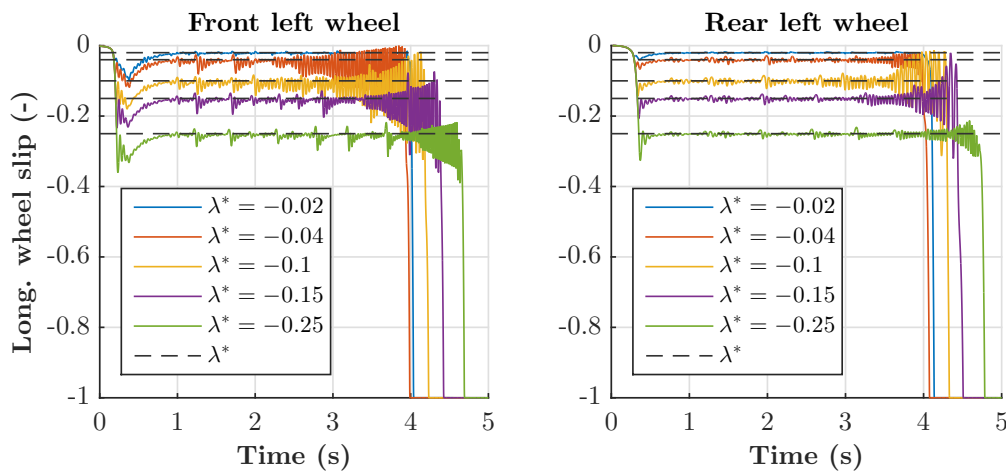 Front left wheel
Long. wheel slip (-)
0
-0.2
-0.4
-0.6
-0.8
-1
λ* = −0.02
λ* = −0.04
λ* = −0.1
λ* = −0.15
λ* = −0.25
λ*
0 1 2 3 4 5
Time (s)
Rear left wheel
0
-0.2
-0.4
-0.6
-0.8
-1
λ* = −0.02
λ* = −0.04
λ* = −0.1
λ* = −0.15
λ* = −0.25
λ*
0 1 2 3 4 5
Time (s)